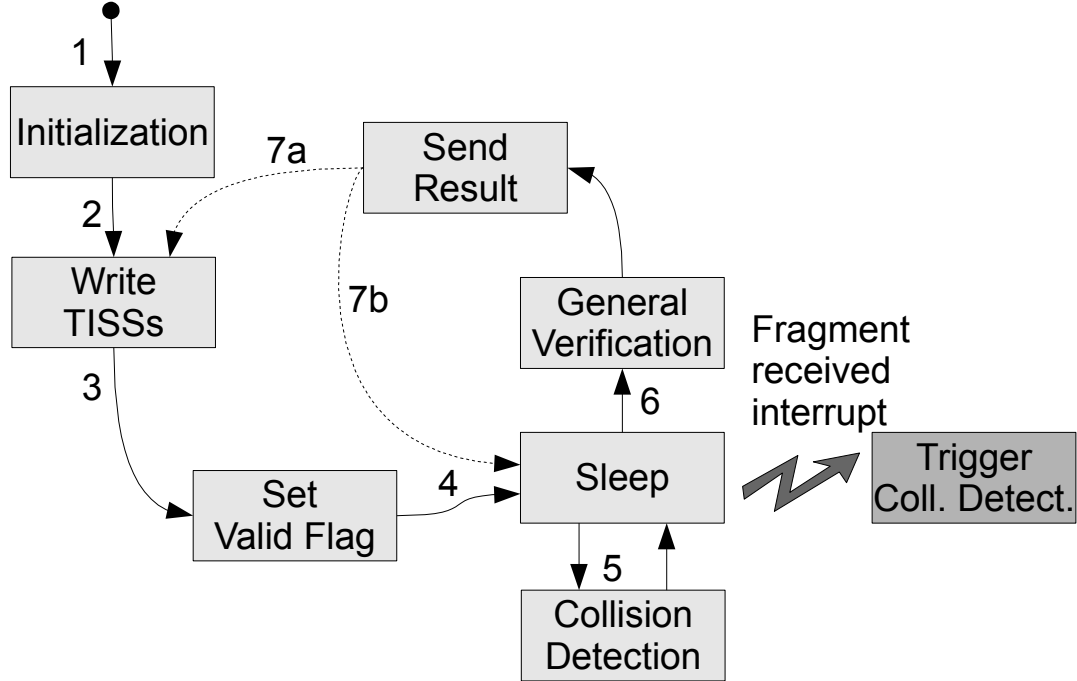 1
Initialization
2
Write
TISSs
3
Set
Valid Flag
4
Sleep
5
Collision
Detection
6
General
Verification
Send
Result
7a
7b
Fragment
received
interrupt
Trigger
Coll. Detect.